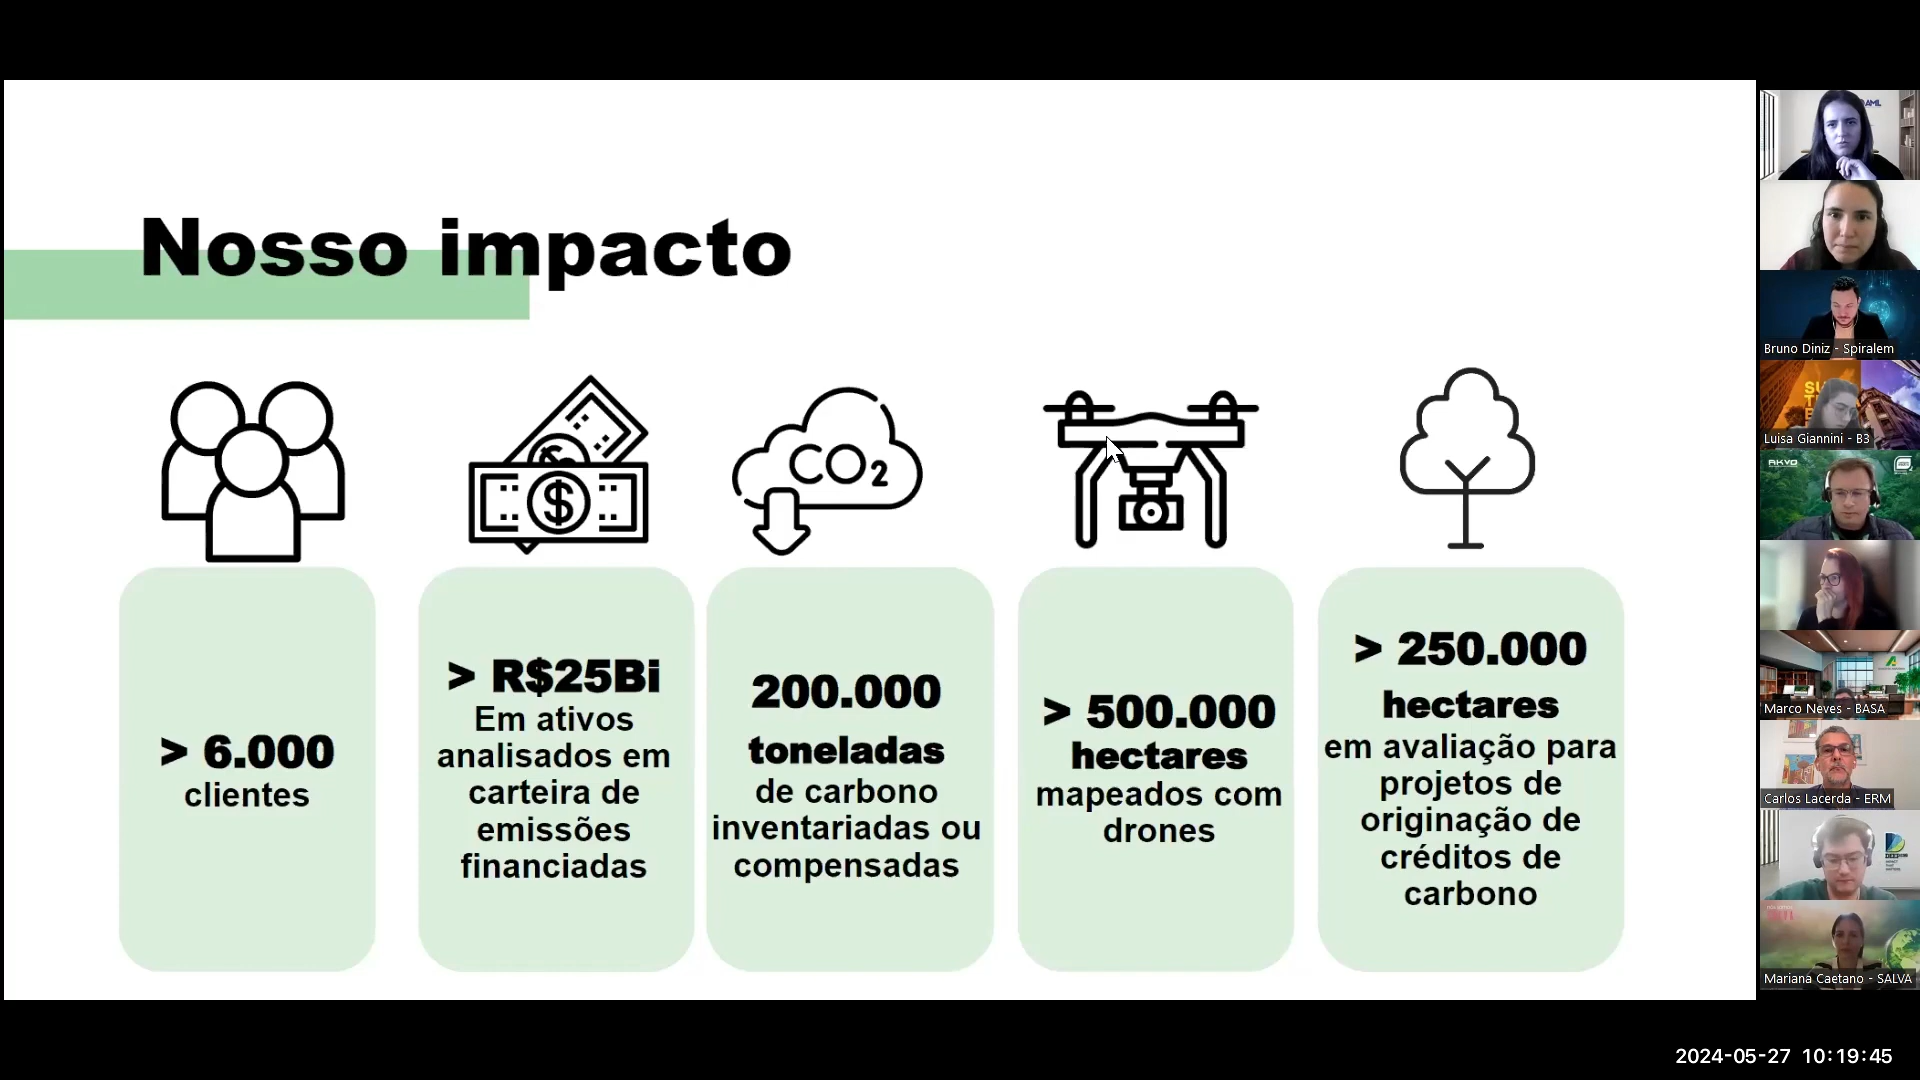 Nosso impacto
CO2
$
> 6.000
clientes
> R$25Bi
Em ativos
analisados em
carteira de
emissões
financiadas
200.000
toneladas
de carbono
inventariadas ou
compensadas
> 500.000
hectares
mapeados com
drones
> 250.000
hectares
em avaliação para
projetos de
originação de
créditos de
carbono
AML
Bruno Diniz - Spiralem
Luisa Giannini - B3
AKVO
Marco Neves - BASA
Carlos Lacerda - ERM
Mariana Caetano - SALVA
2024-05-27 10:19:45